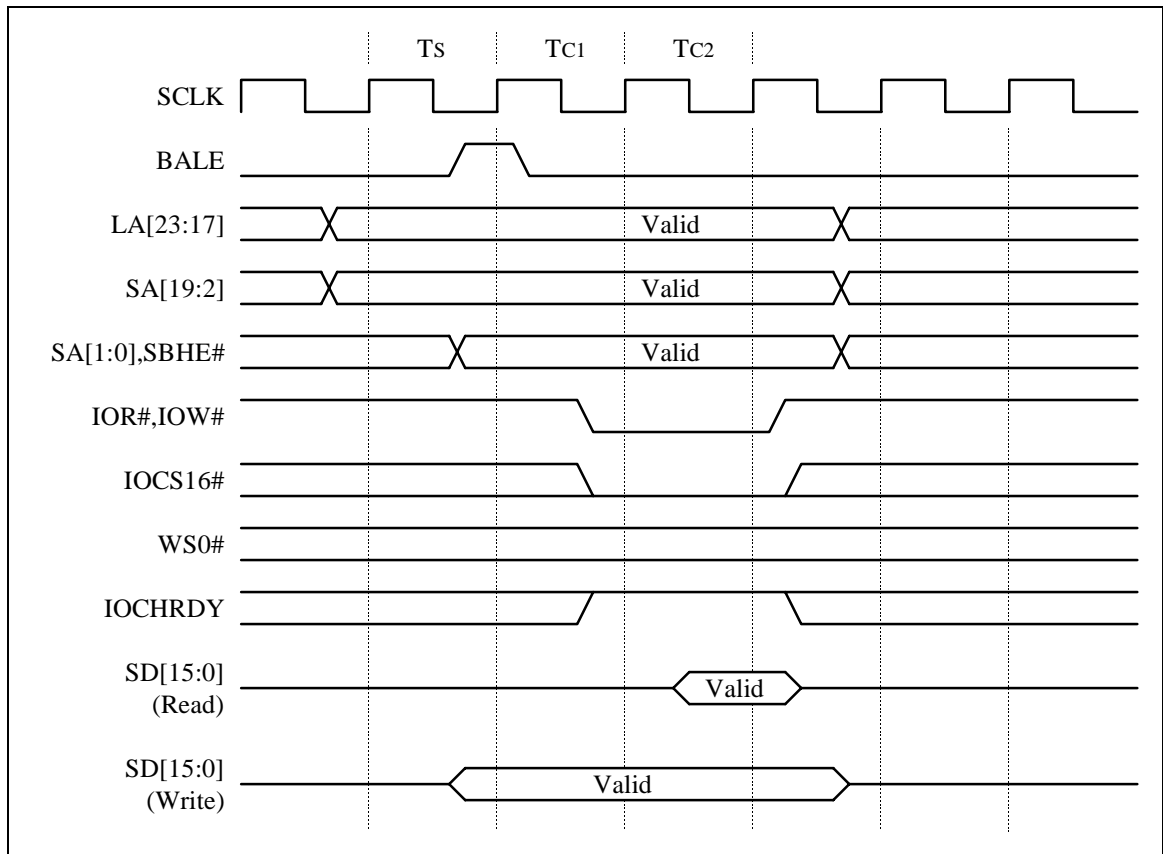 Ts TC1 TC2
SCLK
BALE
LA[23:17] Valid
SA[19:2] Valid
SA[1:0],SBHE# Valid
IOR#,IOW#
IOCS16#
WS0#
IOCHRDY
SD[15:0]
(Read) Valid
SD[15:0]
(Write) Valid